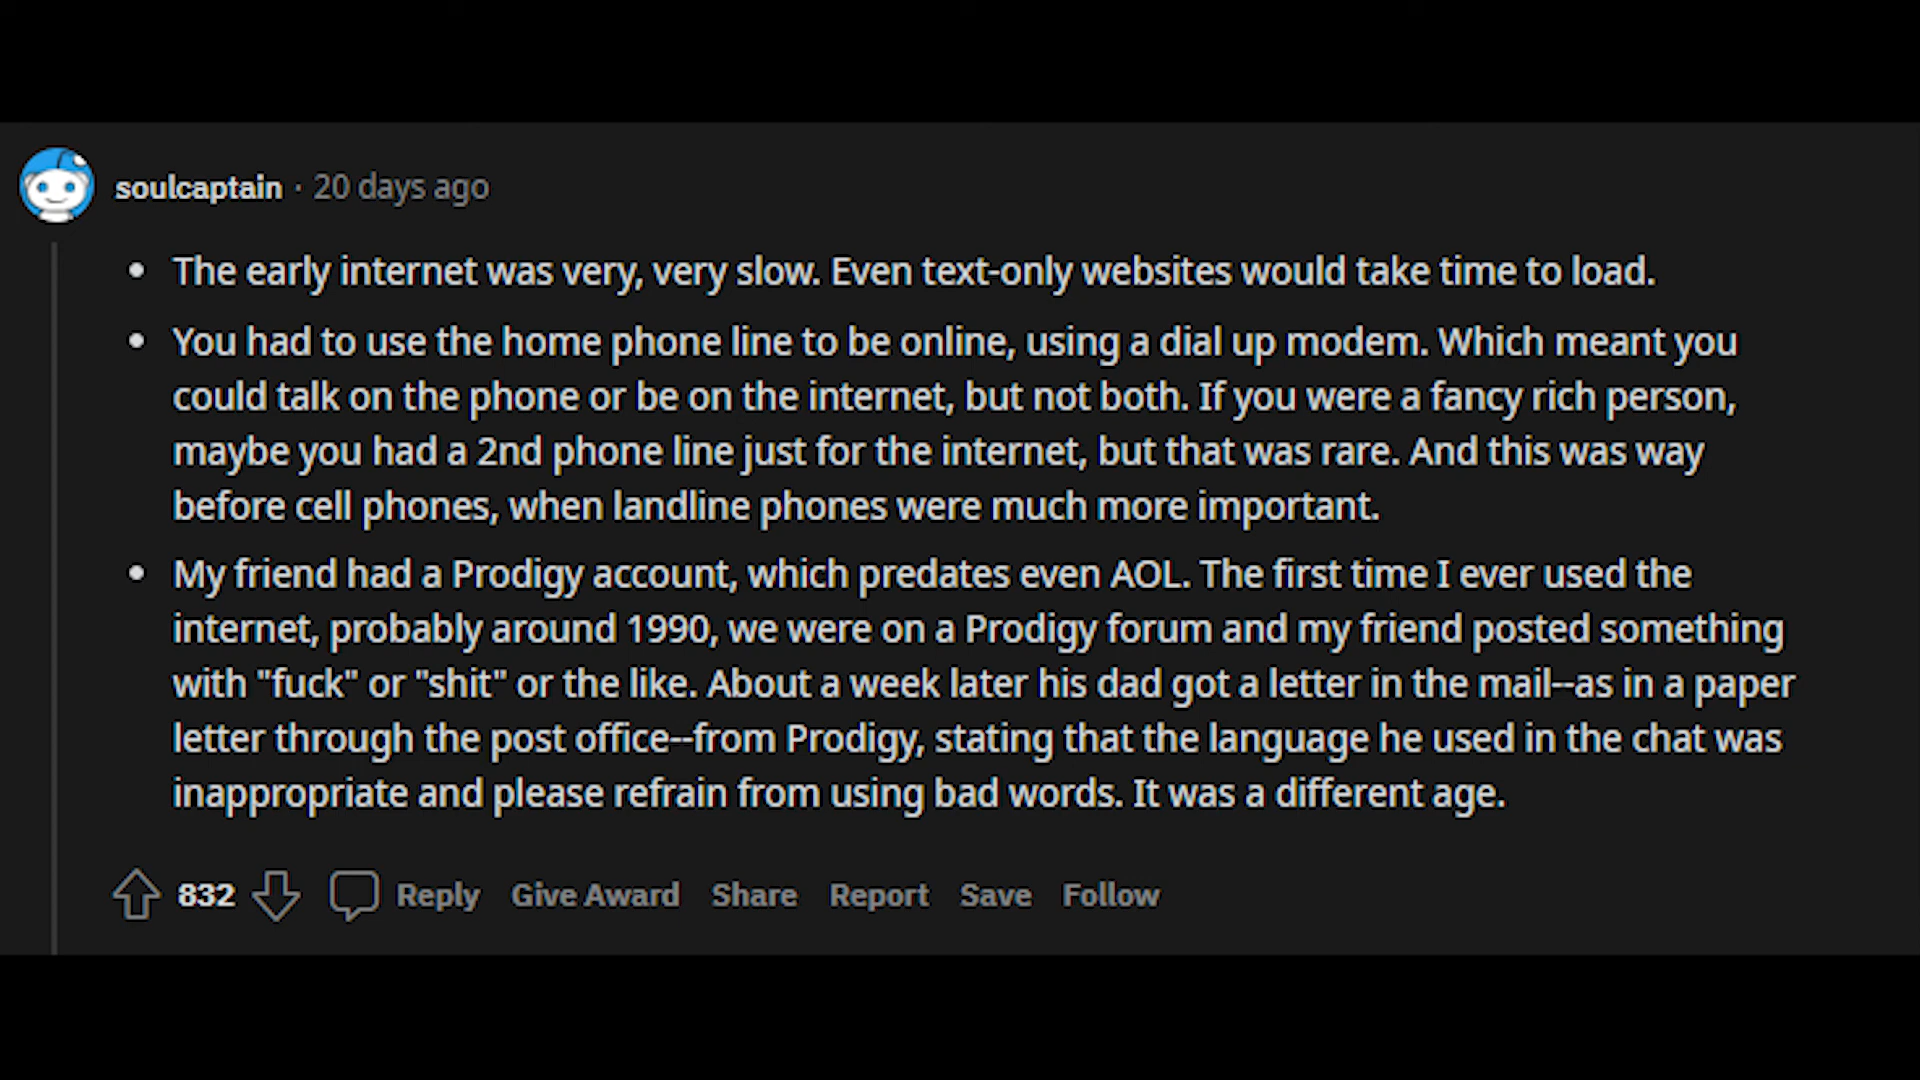 soulcaptain · 20 days ago
• The early internet was very, very slow. Even text-only websites would take time to load.
• You had to use the home phone line to be online, using a dial up modem. Which meant you
could talk on the phone or be on the internet, but not both. If you were a fancy rich person,
maybe you had a 2nd phone line just for the internet, but that was rare. And this was way
before cell phones, when landline phones were much more important.
• My friend had a Prodigy account, which predates even AOL. The first time I ever used the
internet, probably around 1990, we were on a Prodigy forum and my friend posted something
with "fuck" or "shit" or the like. About a week later his dad got a letter in the mail--as in a paper
letter through the post office--from Prodigy, stating that the language he used in the chat was
inappropriate and please refrain from using bad words. It was a different age.
832 Reply Give Award Share Report Save Follow